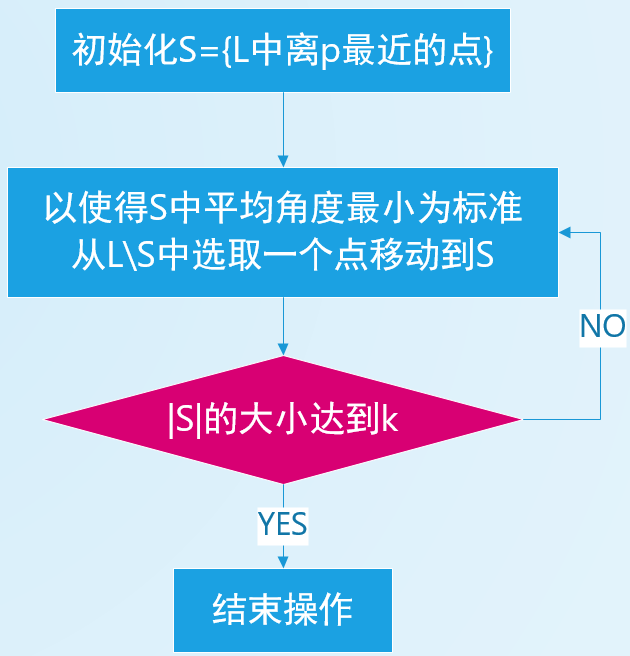 初始化S={L中离p最近的点}
以使得S中平均角度最小为标准
从L\S中选取一个点移动到S
NO
|S|的大小达到k
YES
结束操作